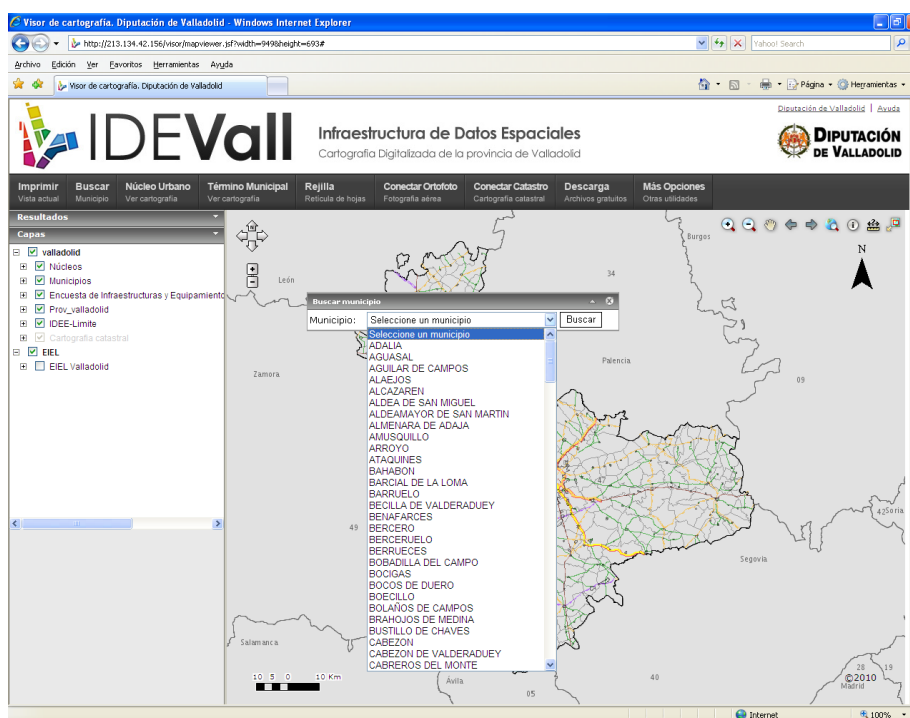 Visor de cartografía. Diputación de Valladolid - Windows Internet Explorer
http://213.134.42.156/visor/mapviewer.jsf?width=949&height=693#
Yahoo! Search
Archivo Edición Ver Favoritos Herramientas Ayuda
Visor de cartografía. Diputación de Valladolid
Página
Herramientas
Diputación de Valladolid | Ayuda
IDEVall
Infraestructura de Datos Espaciales
Cartografía Digitalizada de la provincia de Valladolid
DIPUTACIÓN
DE VALLADOLID
Imprimir Buscar Núcleo Urbano Término Municipal Rejilla Conectar Ortofoto Conectar Catastro Descarga Más Opciones
Vista actual Municipio Ver cartografía Ver cartografía Retícula de hojas Fotografía aérea Cartografía catastral Archivos gratuitos Otras utilidades
Resultados
Capas
valladolid
Núcleos
Municipios
Encuesta de Infraestructuras y Equipamiento
Prov_valladolid
IDEE-Limite
Cartografía catastral
EIEL
EIEL Valladolid
Burgos
N
León
34
Buscar municipio
Municipio: Seleccione un municipio Buscar
Seleccione un municipio
ADALIA
AGUASAL
AGUILAR DE CAMPOS
ALAEJOS
ALCAZAREN
ALDEA DE SAN MIGUEL
ALDEAMAYOR DE SAN MARTIN
ALMENARA DE ADAJA
AMUSQUILLO
ARROYO
ATAQUINES
BAHABON
BARCIAL DE LA LOMA
BARRUELO
BECILLA DE VALDERADUEY
BENAFARCES
BERCERO
BERCERUELO
BERRUECES
BOBADILLA DEL CAMPO
BOCIGAS
BOCOS DE DUERO
BOECILLO
BOLAÑOS DE CAMPOS
BRAHOJOS DE MEDINA
BUSTILLO DE CHAVES
CABEZON
CABEZON DE VALDERADUEY
CABREROS DEL MONTE
Palencia
Zamora
09
47
49
42Soria
Segovia
Salamanca
10 5 0 10 Km
Ávila
05
40
28
19
©2010
Madrid
Internet
100%